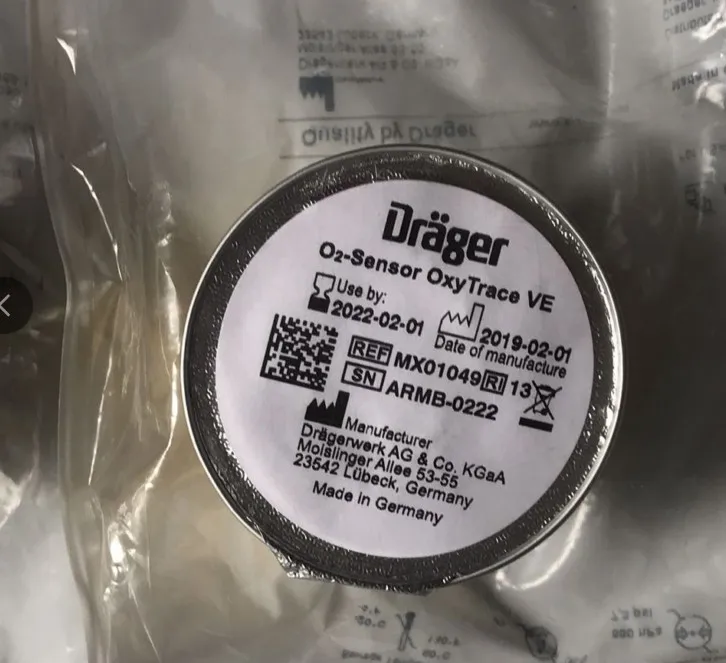 Quality by Dräger
Dräger
O₂-Sensor OxyTrace VE
Use by:
2022-02-01
2019-02-01
Date of manufacture
REF MX01049 RI 13
SN ARMB-0222
Manufacturer
Drägerwerk AG & Co. KGaA
Moislinger Allee 53-55
23542 Lübeck, Germany
Made in Germany